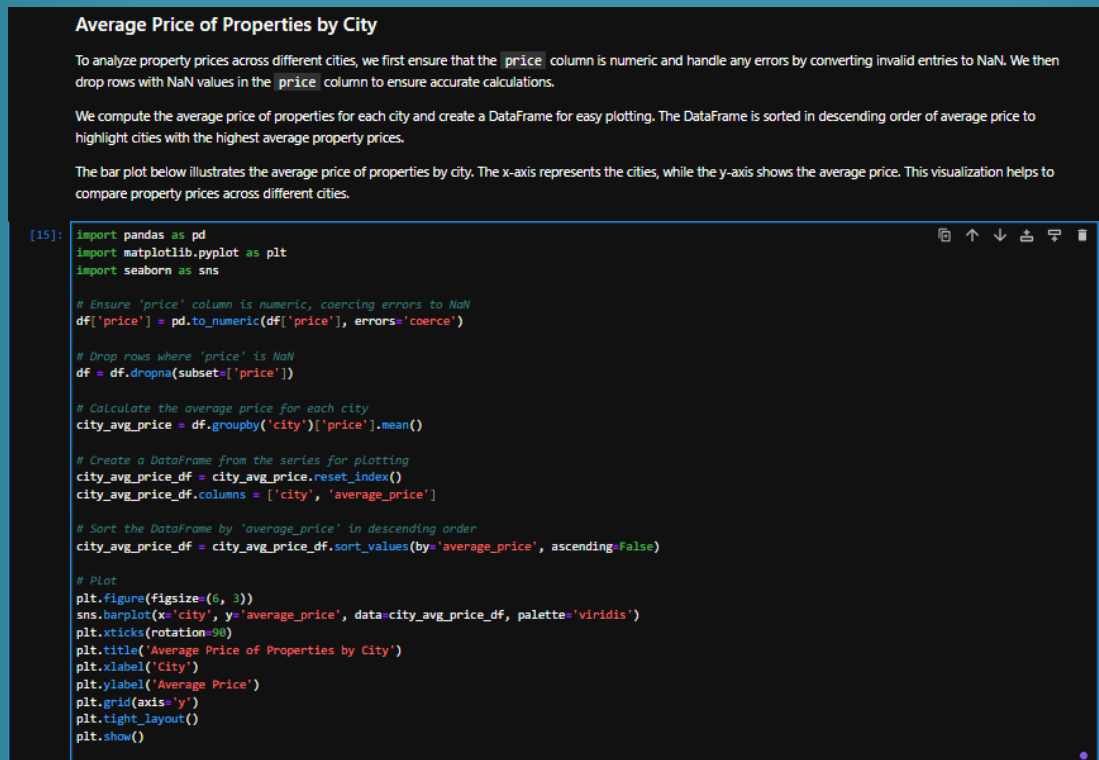 Average Price of Properties by City
To analyze property prices across different cities, we first ensure that the price column is numeric and handle any errors by converting invalid entries to NaN. We then
drop rows with NaN values in the price column to ensure accurate calculations.
We compute the average price of properties for each city and create a DataFrame for easy plotting. The DataFrame is sorted in descending order of average price to
highlight cities with the highest average property prices.
The bar plot below illustrates the average price of properties by city. The x-axis represents the cities, while the y-axis shows the average price. This visualization helps to
compare property prices across different cities.
[15]: import pandas as pd
import matplotlib.pyplot as plt
import seaborn as sns
# Ensure 'price' column is numeric, coercing errors to NaN
df['price'] = pd.to_numeric(df['price'], errors='coerce')
# Drop rows where 'price' is NaN
df = df.dropna(subset=['price'])
# Calculate the average price for each city
city_avg_price = df.groupby('city')['price'].mean()
# Create a DataFrame from the series for plotting
city_avg_price_df = city_avg_price.reset_index()
city_avg_price_df.columns = ['city', 'average_price']
# Sort the DataFrame by 'average_price' in descending order
city_avg_price_df = city_avg_price_df.sort_values(by='average_price', ascending=False)
# Plot
plt.figure(figsize=(6, 3))
sns.barplot(x='city', y='average_price', data=city_avg_price_df, palette='viridis')
plt.xticks(rotation=90)
plt.title('Average Price of Properties by City')
plt.xlabel('City')
plt.ylabel('Average Price')
plt.grid(axis='y')
plt.tight_layout()
plt.show()